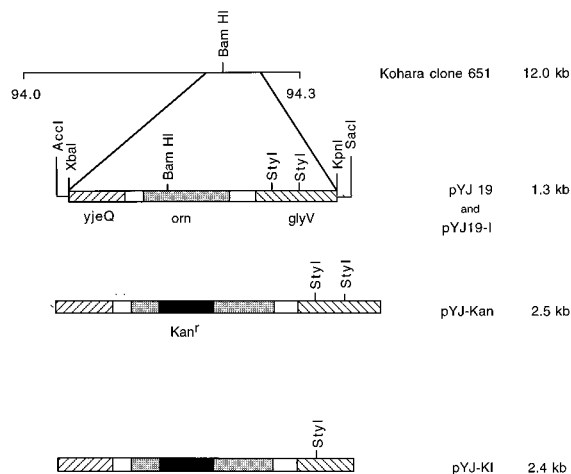 Bam HI
Kohara clone 651 12.0 kb
94.0 94.3
AccI
XbaI
Bam HI
StyI
StyI
KpnI
SacI
pYJ 19 1.3 kb
and
pYJ19-I
yjeQ orn glyV
StyI
StyI
pYJ-Kan 2.5 kb
Kanʳ
StyI
pYJ-KI 2.4 kb